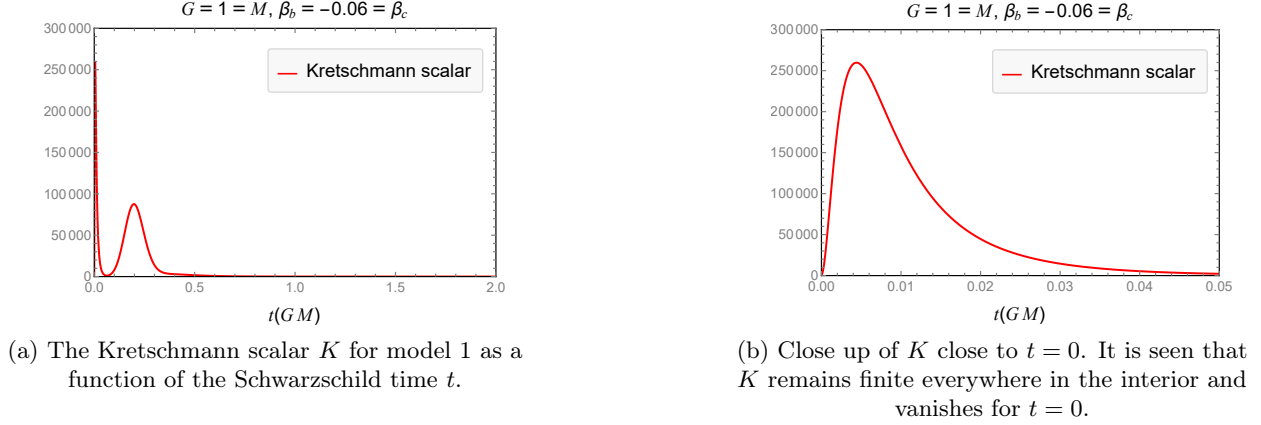 G = 1 = M, β_b = −0.06 = β_c
300 000
250 000
200 000
150 000
100 000
50 000
0
0.0 0.5 1.0 1.5 2.0
t(G M)
Kretschmann scalar
(a) The Kretschmann scalar K for model 1 as a
function of the Schwarzschild time t.
G = 1 = M, β_b = −0.06 = β_c
300 000
250 000
200 000
150 000
100 000
50 000
0
0.00 0.01 0.02 0.03 0.04 0.05
t(G M)
Kretschmann scalar
(b) Close up of K close to t = 0. It is seen that
K remains finite everywhere in the interior and
vanishes for t = 0.